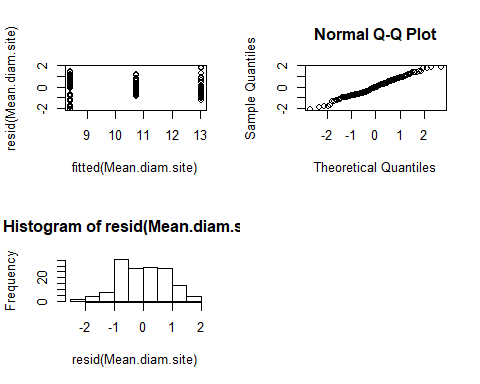 resid(Mean.diam.site)
2
0
-2
9 10 11 12 13
fitted(Mean.diam.site)
Normal Q-Q Plot
Sample Quantiles
2
0
-2
-2 -1 0 1 2
Theoretical Quantiles
Histogram of resid(Mean.diam.s
Frequency
20
0
-2 -1 0 1 2
resid(Mean.diam.site)